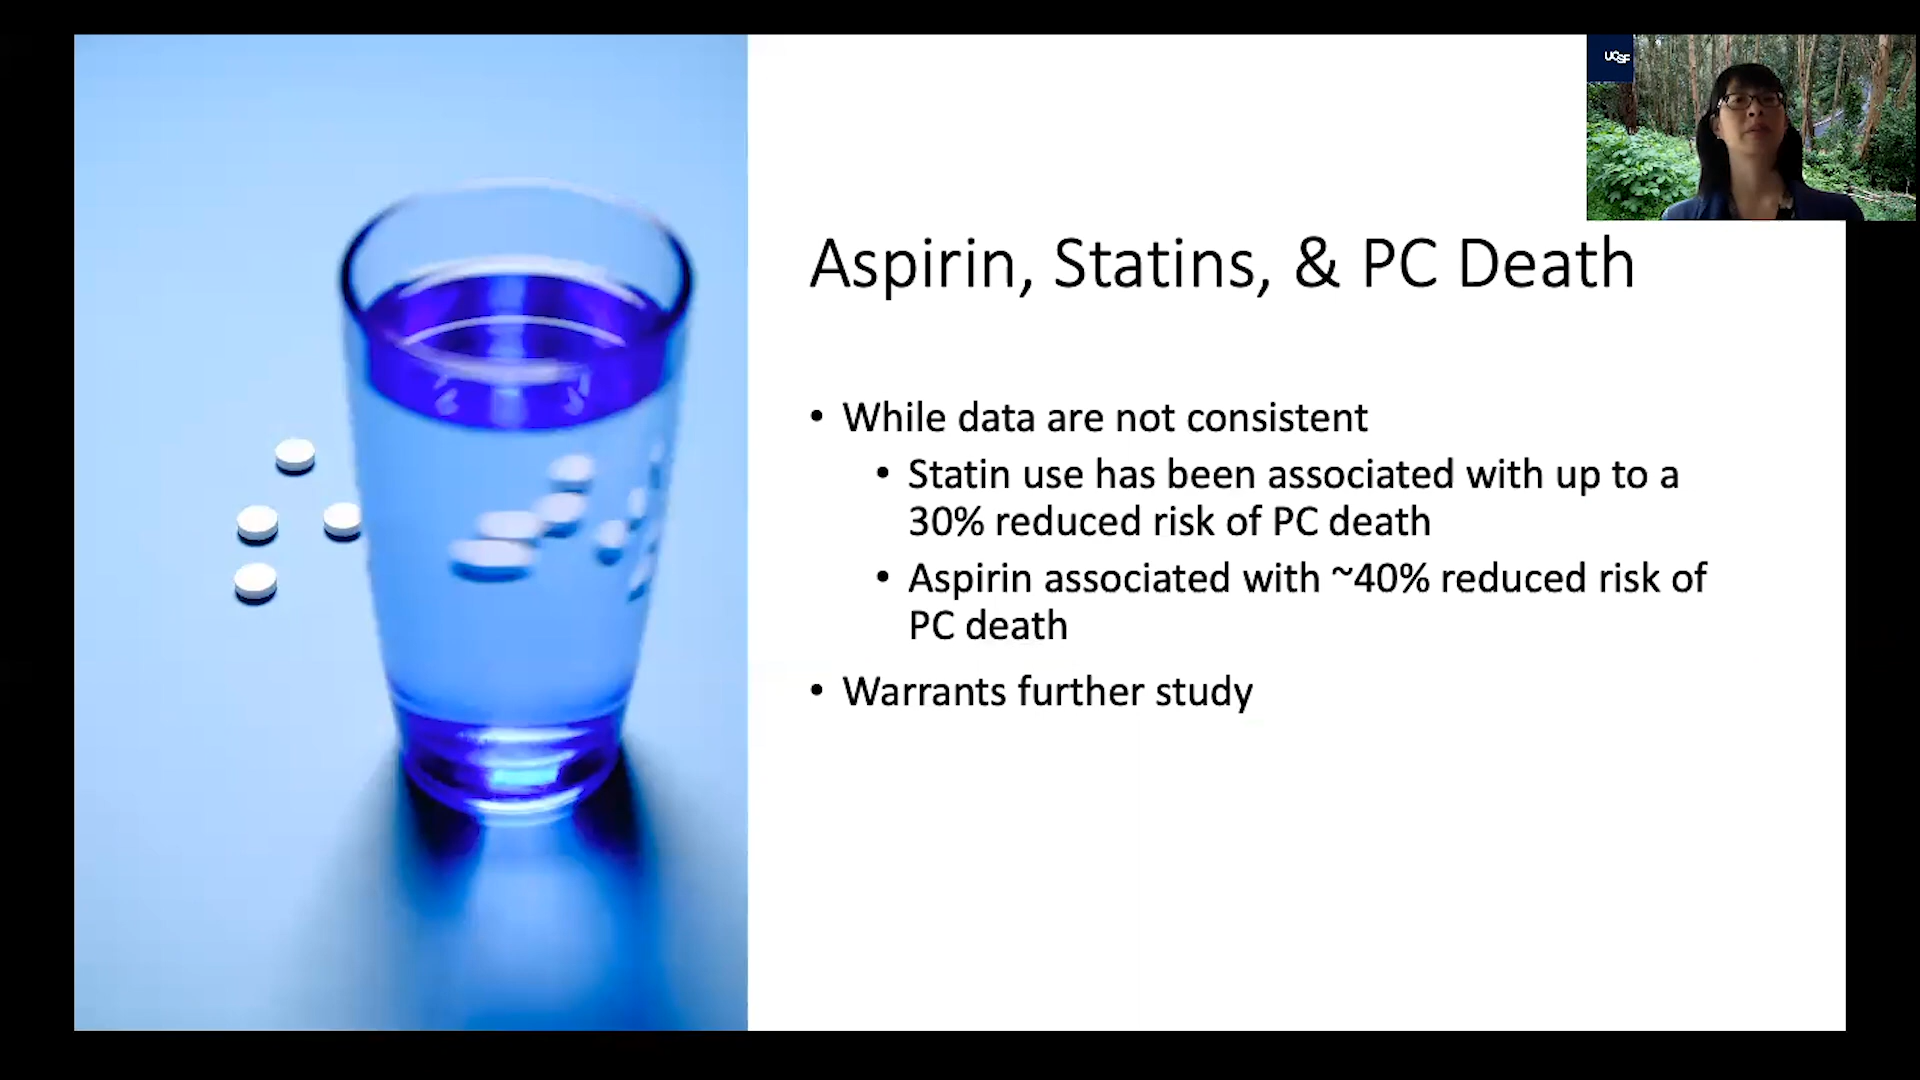 UCSF
Aspirin, Statins, & PC Death
• While data are not consistent
• Statin use has been associated with up to a
30% reduced risk of PC death
• Aspirin associated with ~40% reduced risk of
PC death
• Warrants further study